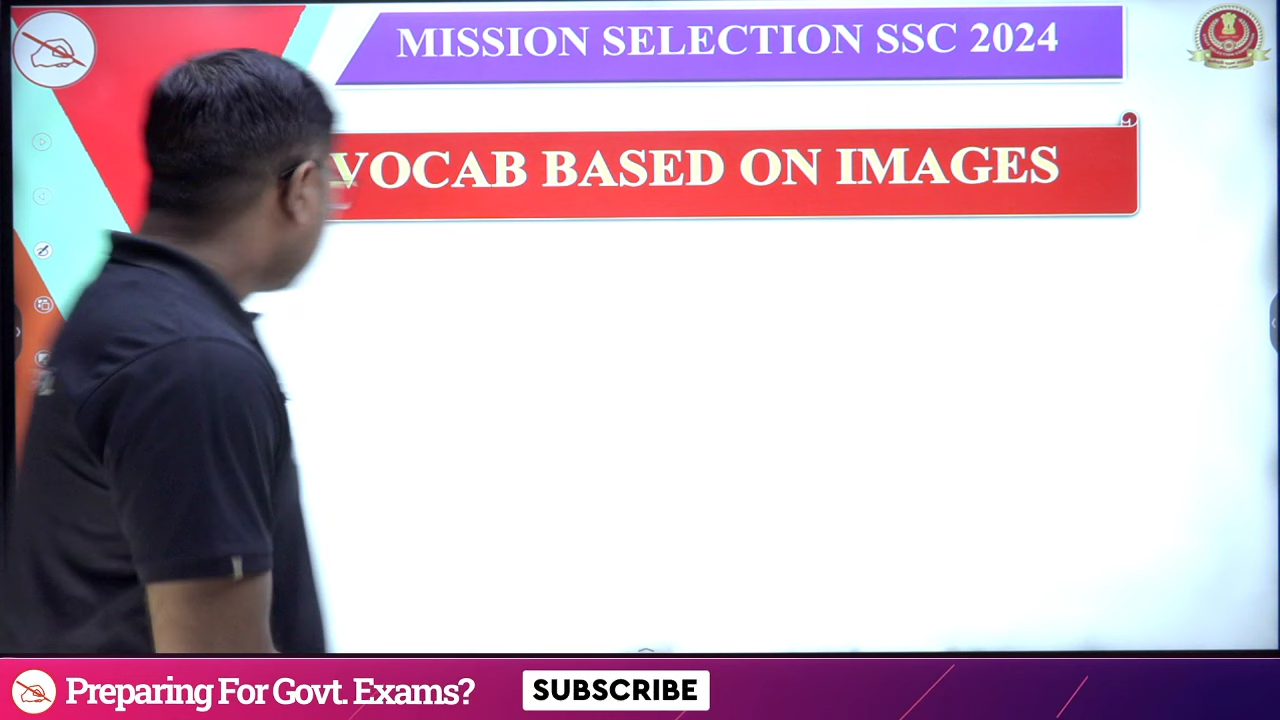 MISSION SELECTION SSC 2024
VOCAB BASED ON IMAGES
Preparing For Govt. Exams?
SUBSCRIBE